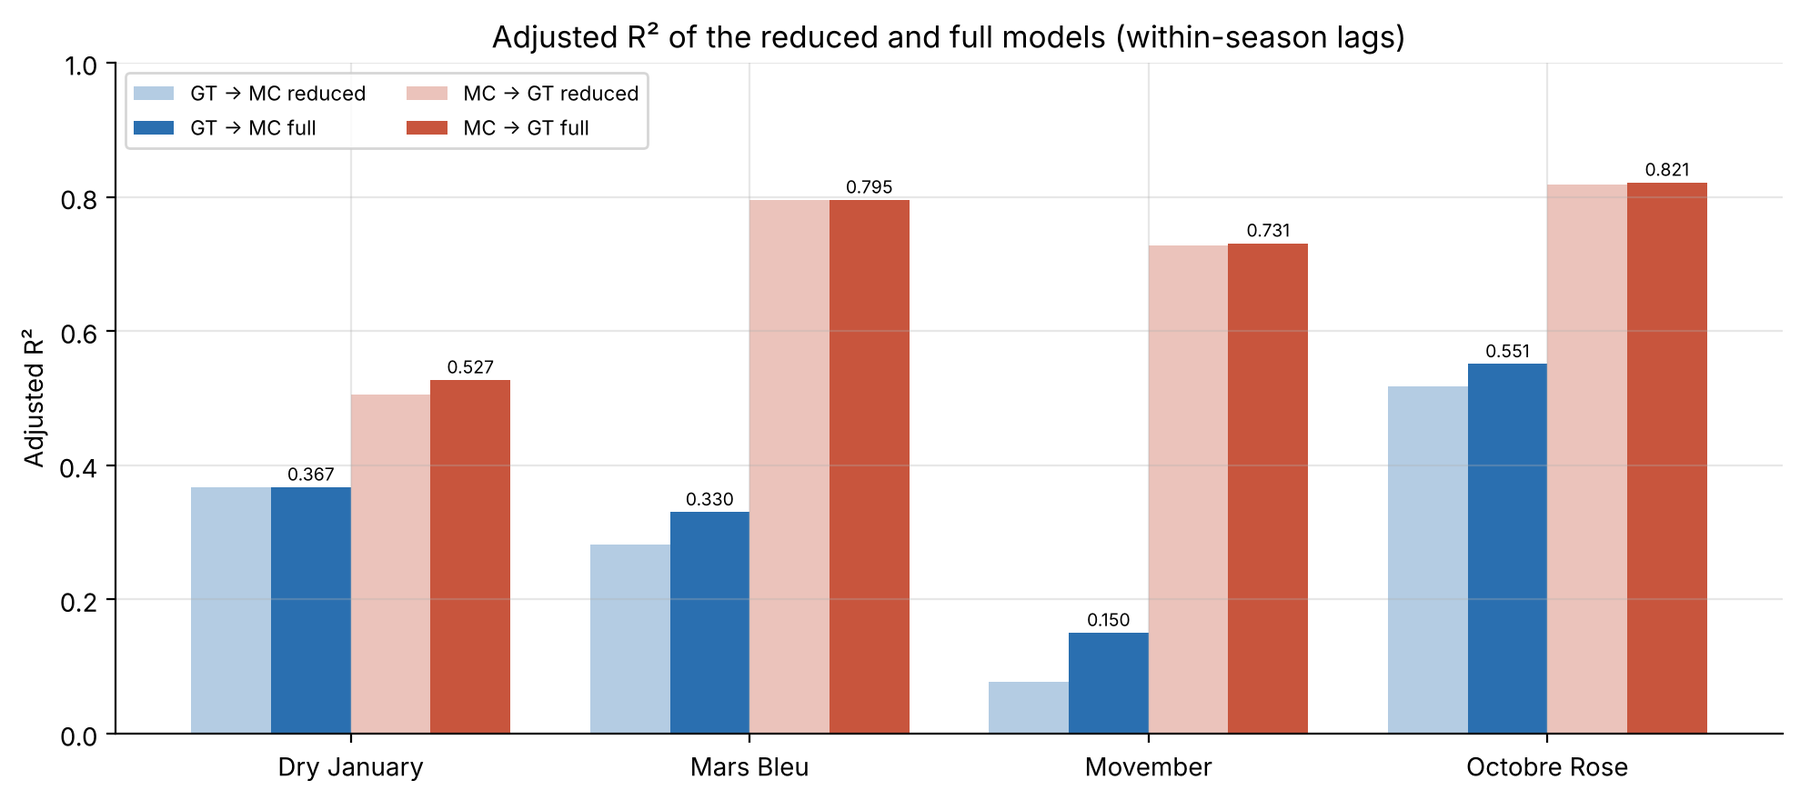 Adjusted R² of the reduced and full models (within-season lags)
GT → MC reduced
GT → MC full
MC → GT reduced
MC → GT full
Adjusted R²
1.0
0.8
0.6
0.4
0.2
0.0
0.367
0.527
0.330
0.795
0.150
0.731
0.551
0.821
Dry January
Mars Bleu
Movember
Octobre Rose